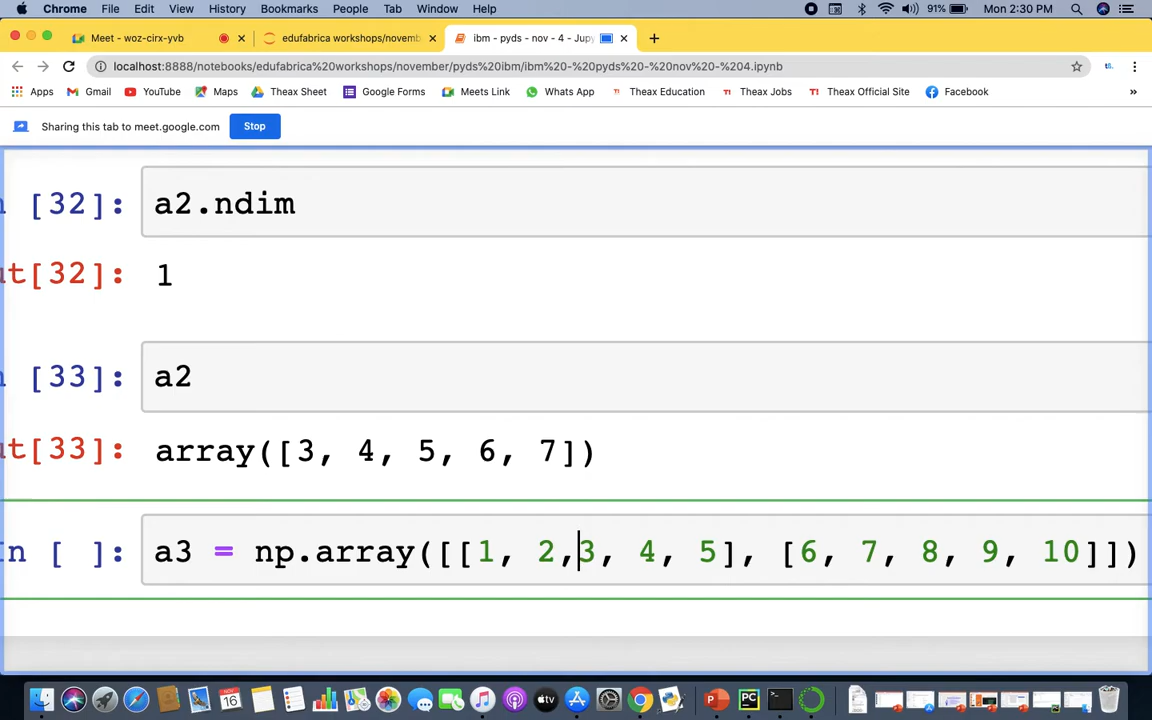 Chrome File Edit View History Bookmarks People Tab Window Help 91% Mon 2:30 PM
Meet - woz-cirx-yvb edufabrica workshops/novemb ibm - pyds - nov - 4 - Jupy
localhost:8888/notebooks/edufabrica%20workshops/november/pyds%20ibm/ibm%20-%20pyds%20-%20nov%20-%204.ipynb
Apps Gmail YouTube Maps Theax Sheet Google Forms Meets Link Whats App Theax Education Theax Jobs Theax Official Site Facebook »
Sharing this tab to meet.google.com Stop
n [32]: a2.ndim
ut[32]: 1
n [33]: a2
ut[33]: array([3, 4, 5, 6, 7])
In [ ]: a3 = np.array([[1, 2,3, 4, 5], [6, 7, 8, 9, 10]])